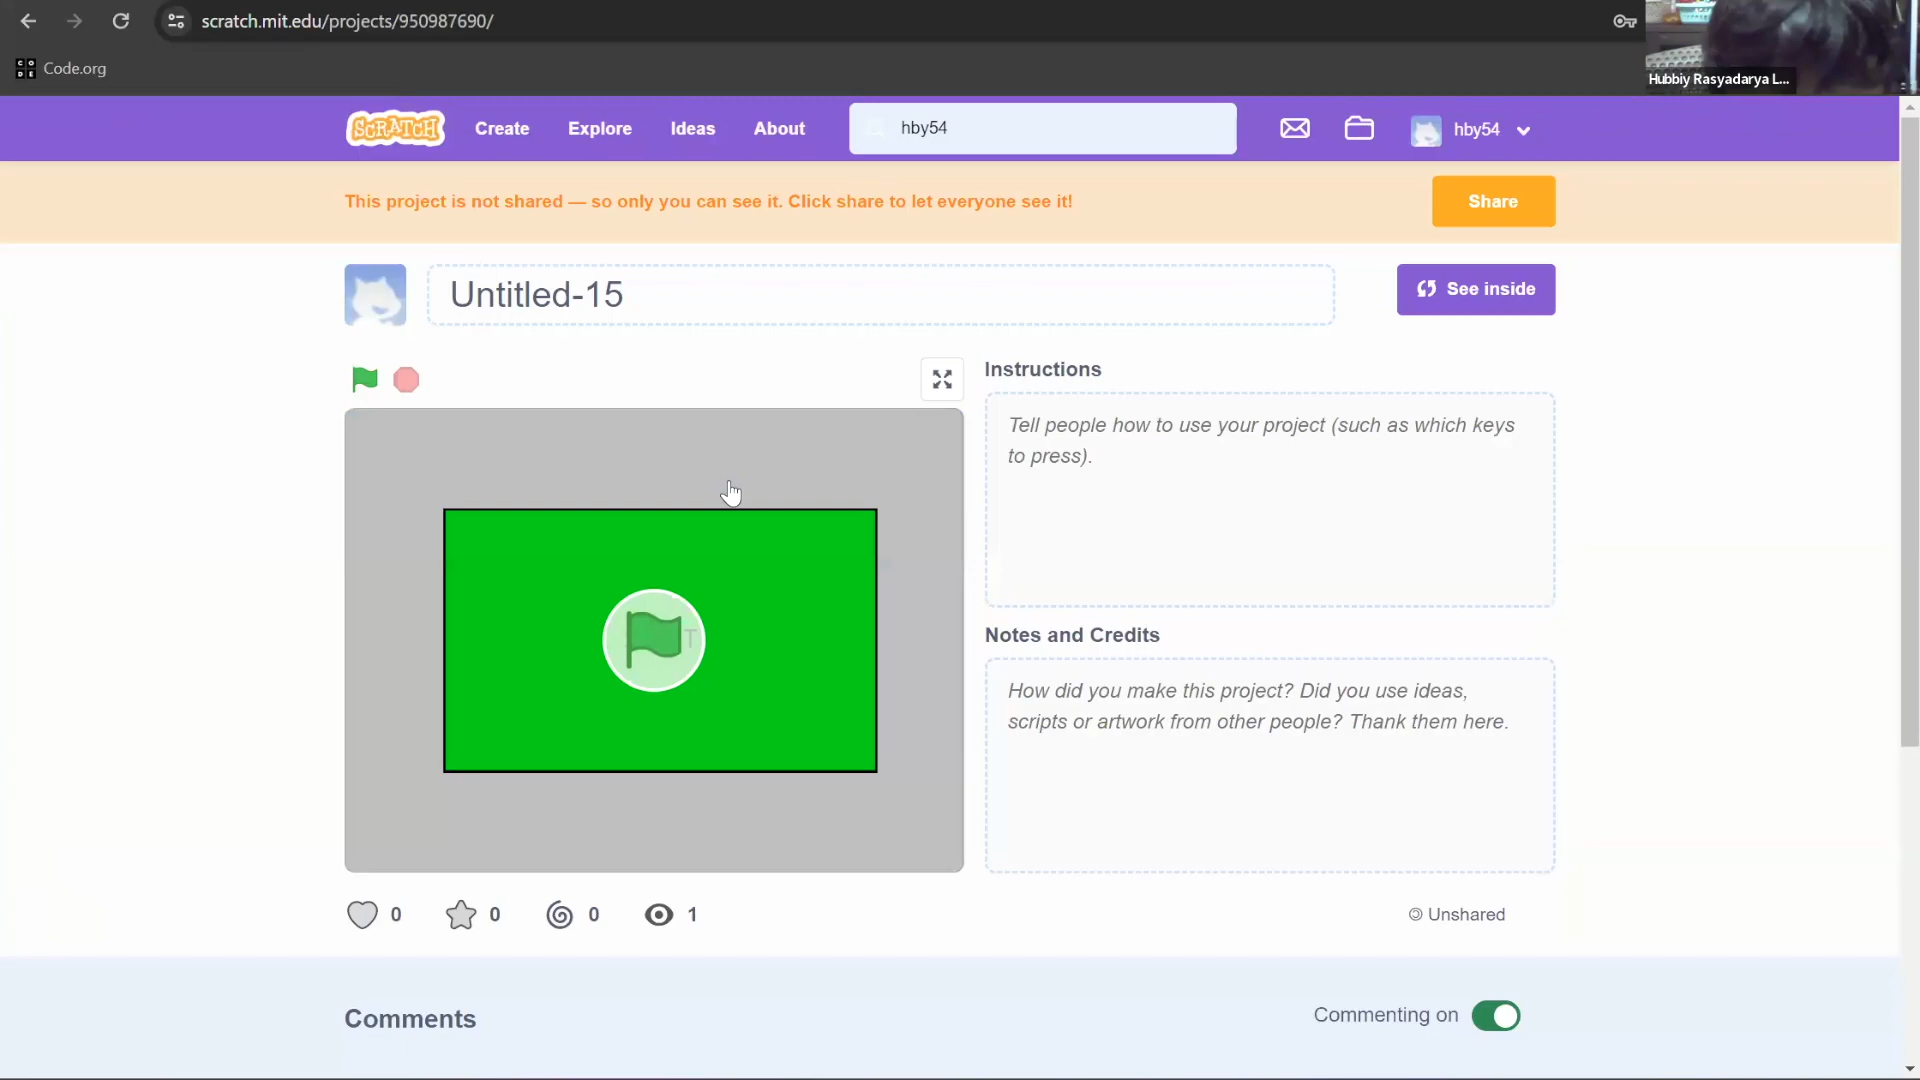 scratch.mit.edu/projects/950987690/
Code.org
Hubbiy Rasyadarya L...
SCRATCH
Create
Explore
Ideas
About
hby54
hby54
This project is not shared — so only you can see it. Click share to let everyone see it!
Share
Untitled-15
See inside
Instructions
Tell people how to use your project (such as which keys
to press).
T
Notes and Credits
How did you make this project? Did you use ideas,
scripts or artwork from other people? Thank them here.
0
0
0
1
Unshared
Comments
Commenting on